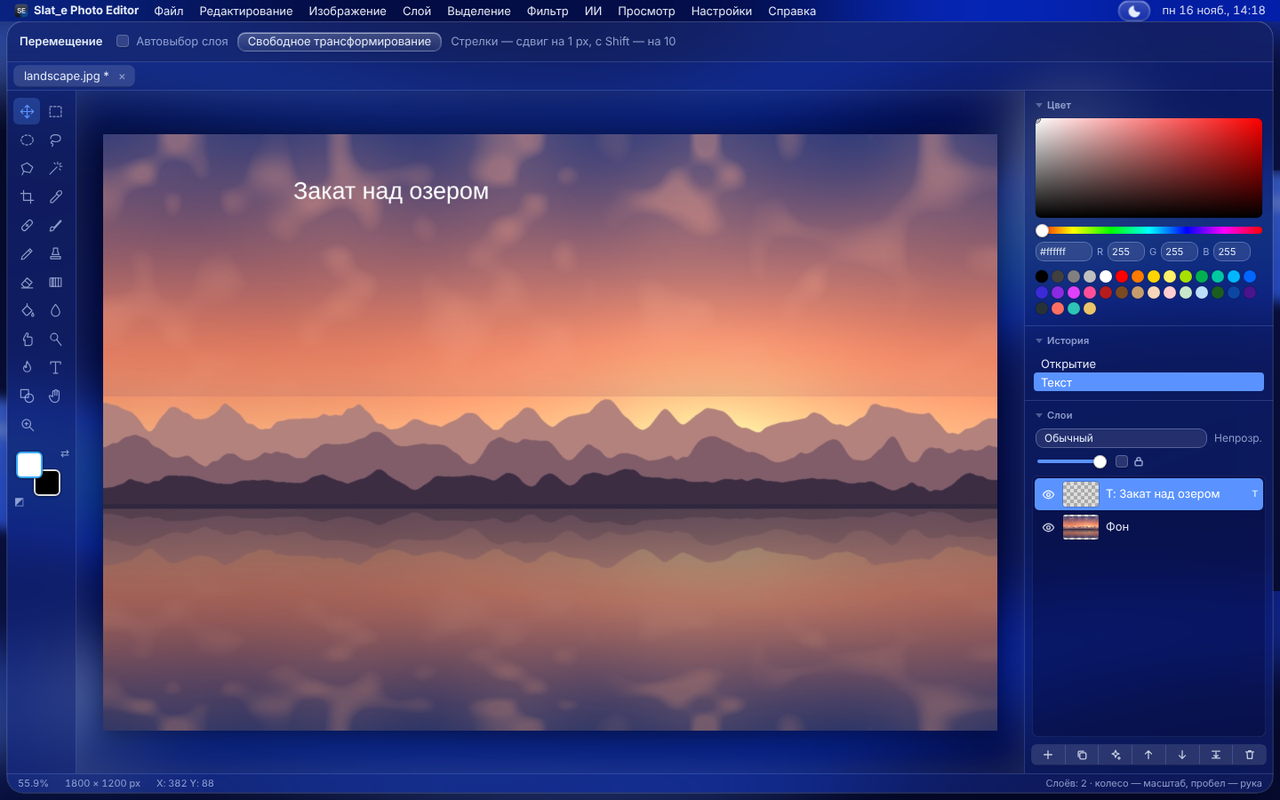 SE Slat_e Photo Editor Файл Редактирование Изображение Слой Выделение Фильтр ИИ Просмотр Настройки Справка пн 16 нояб., 14:18
Перемещение Автовыбор слоя Свободное трансформирование Стрелки — сдвиг на 1 px, с Shift — на 10
landscape.jpg * ×
Цвет
Закат над озером
#ffffff R 255 G 255 B 255
История
Открытие
Текст
Слои
Обычный Непрозр.
T: Закат над озером T
Фон
55.9% 1800 × 1200 px X: 382 Y: 88 Слоёв: 2 · колесо — масштаб, пробел — рука